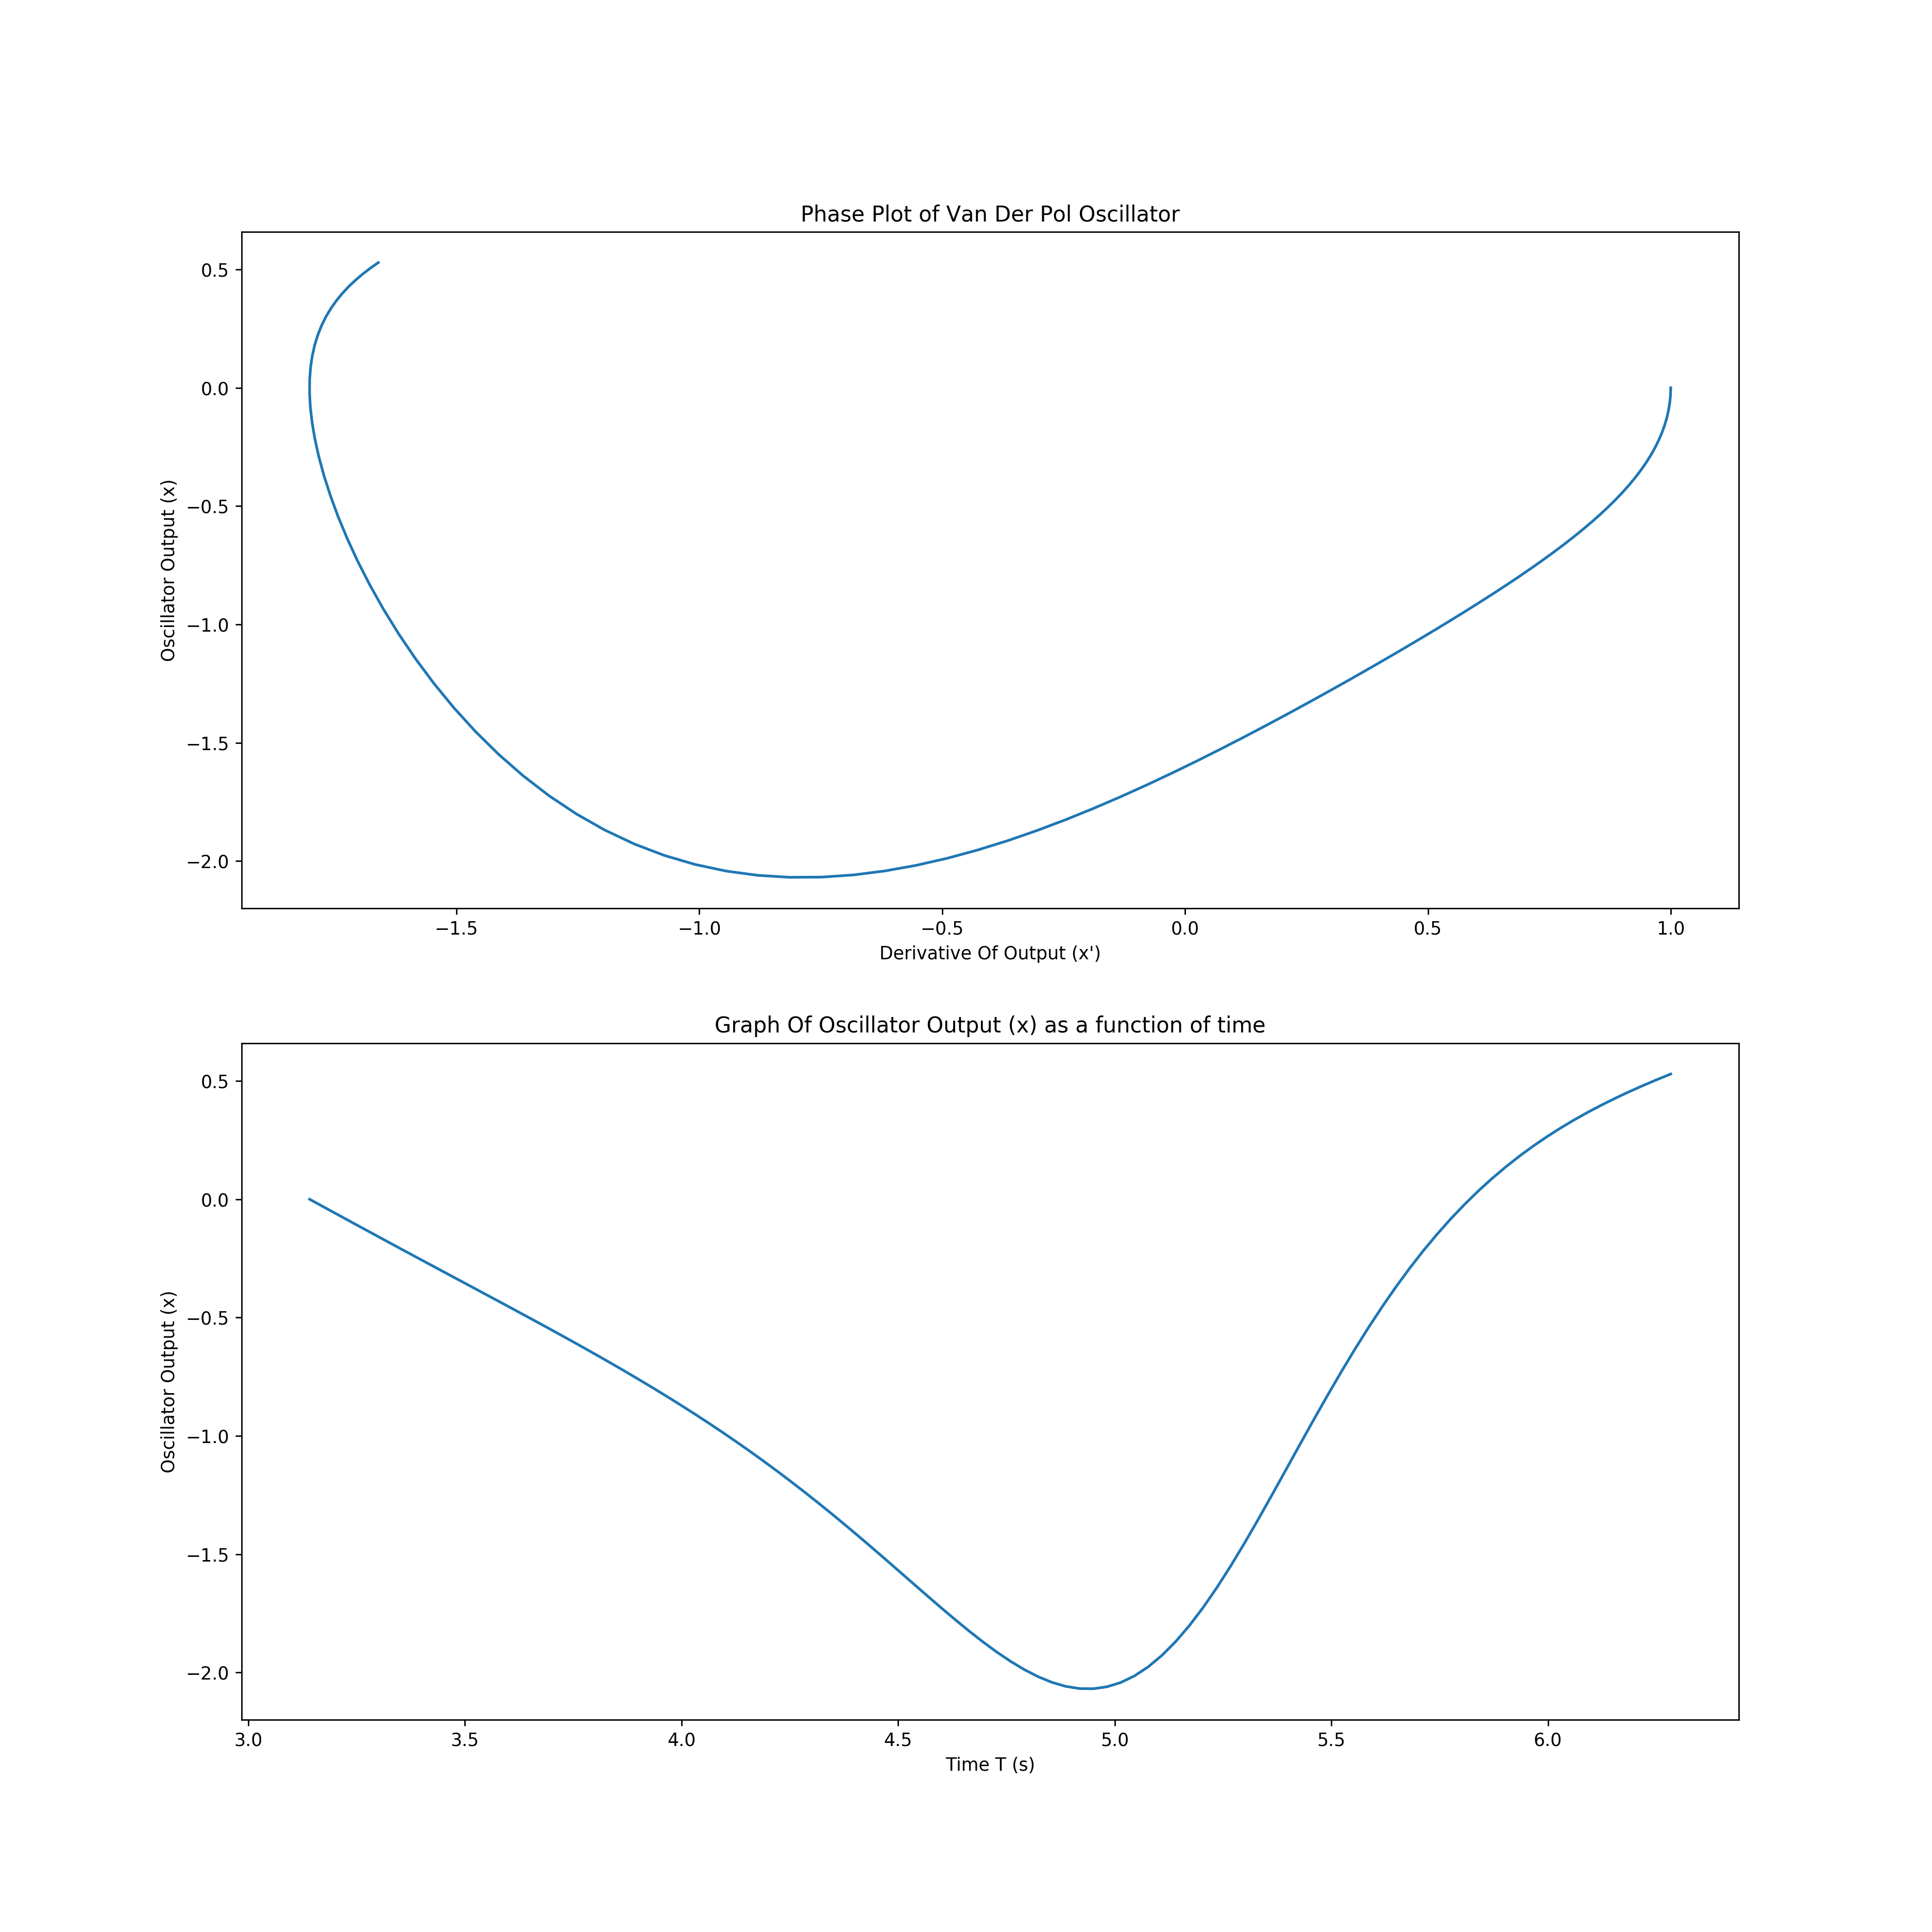 Phase Plot of Van Der Pol Oscillator
0.5
0.0
−0.5
−1.0
−1.5
−2.0
Oscillator Output (x)
−1.5 −1.0 −0.5 0.0 0.5 1.0
Derivative Of Output (x')
Graph Of Oscillator Output (x) as a function of time
0.5
0.0
−0.5
−1.0
−1.5
−2.0
Oscillator Output (x)
3.0 3.5 4.0 4.5 5.0 5.5 6.0
Time T (s)